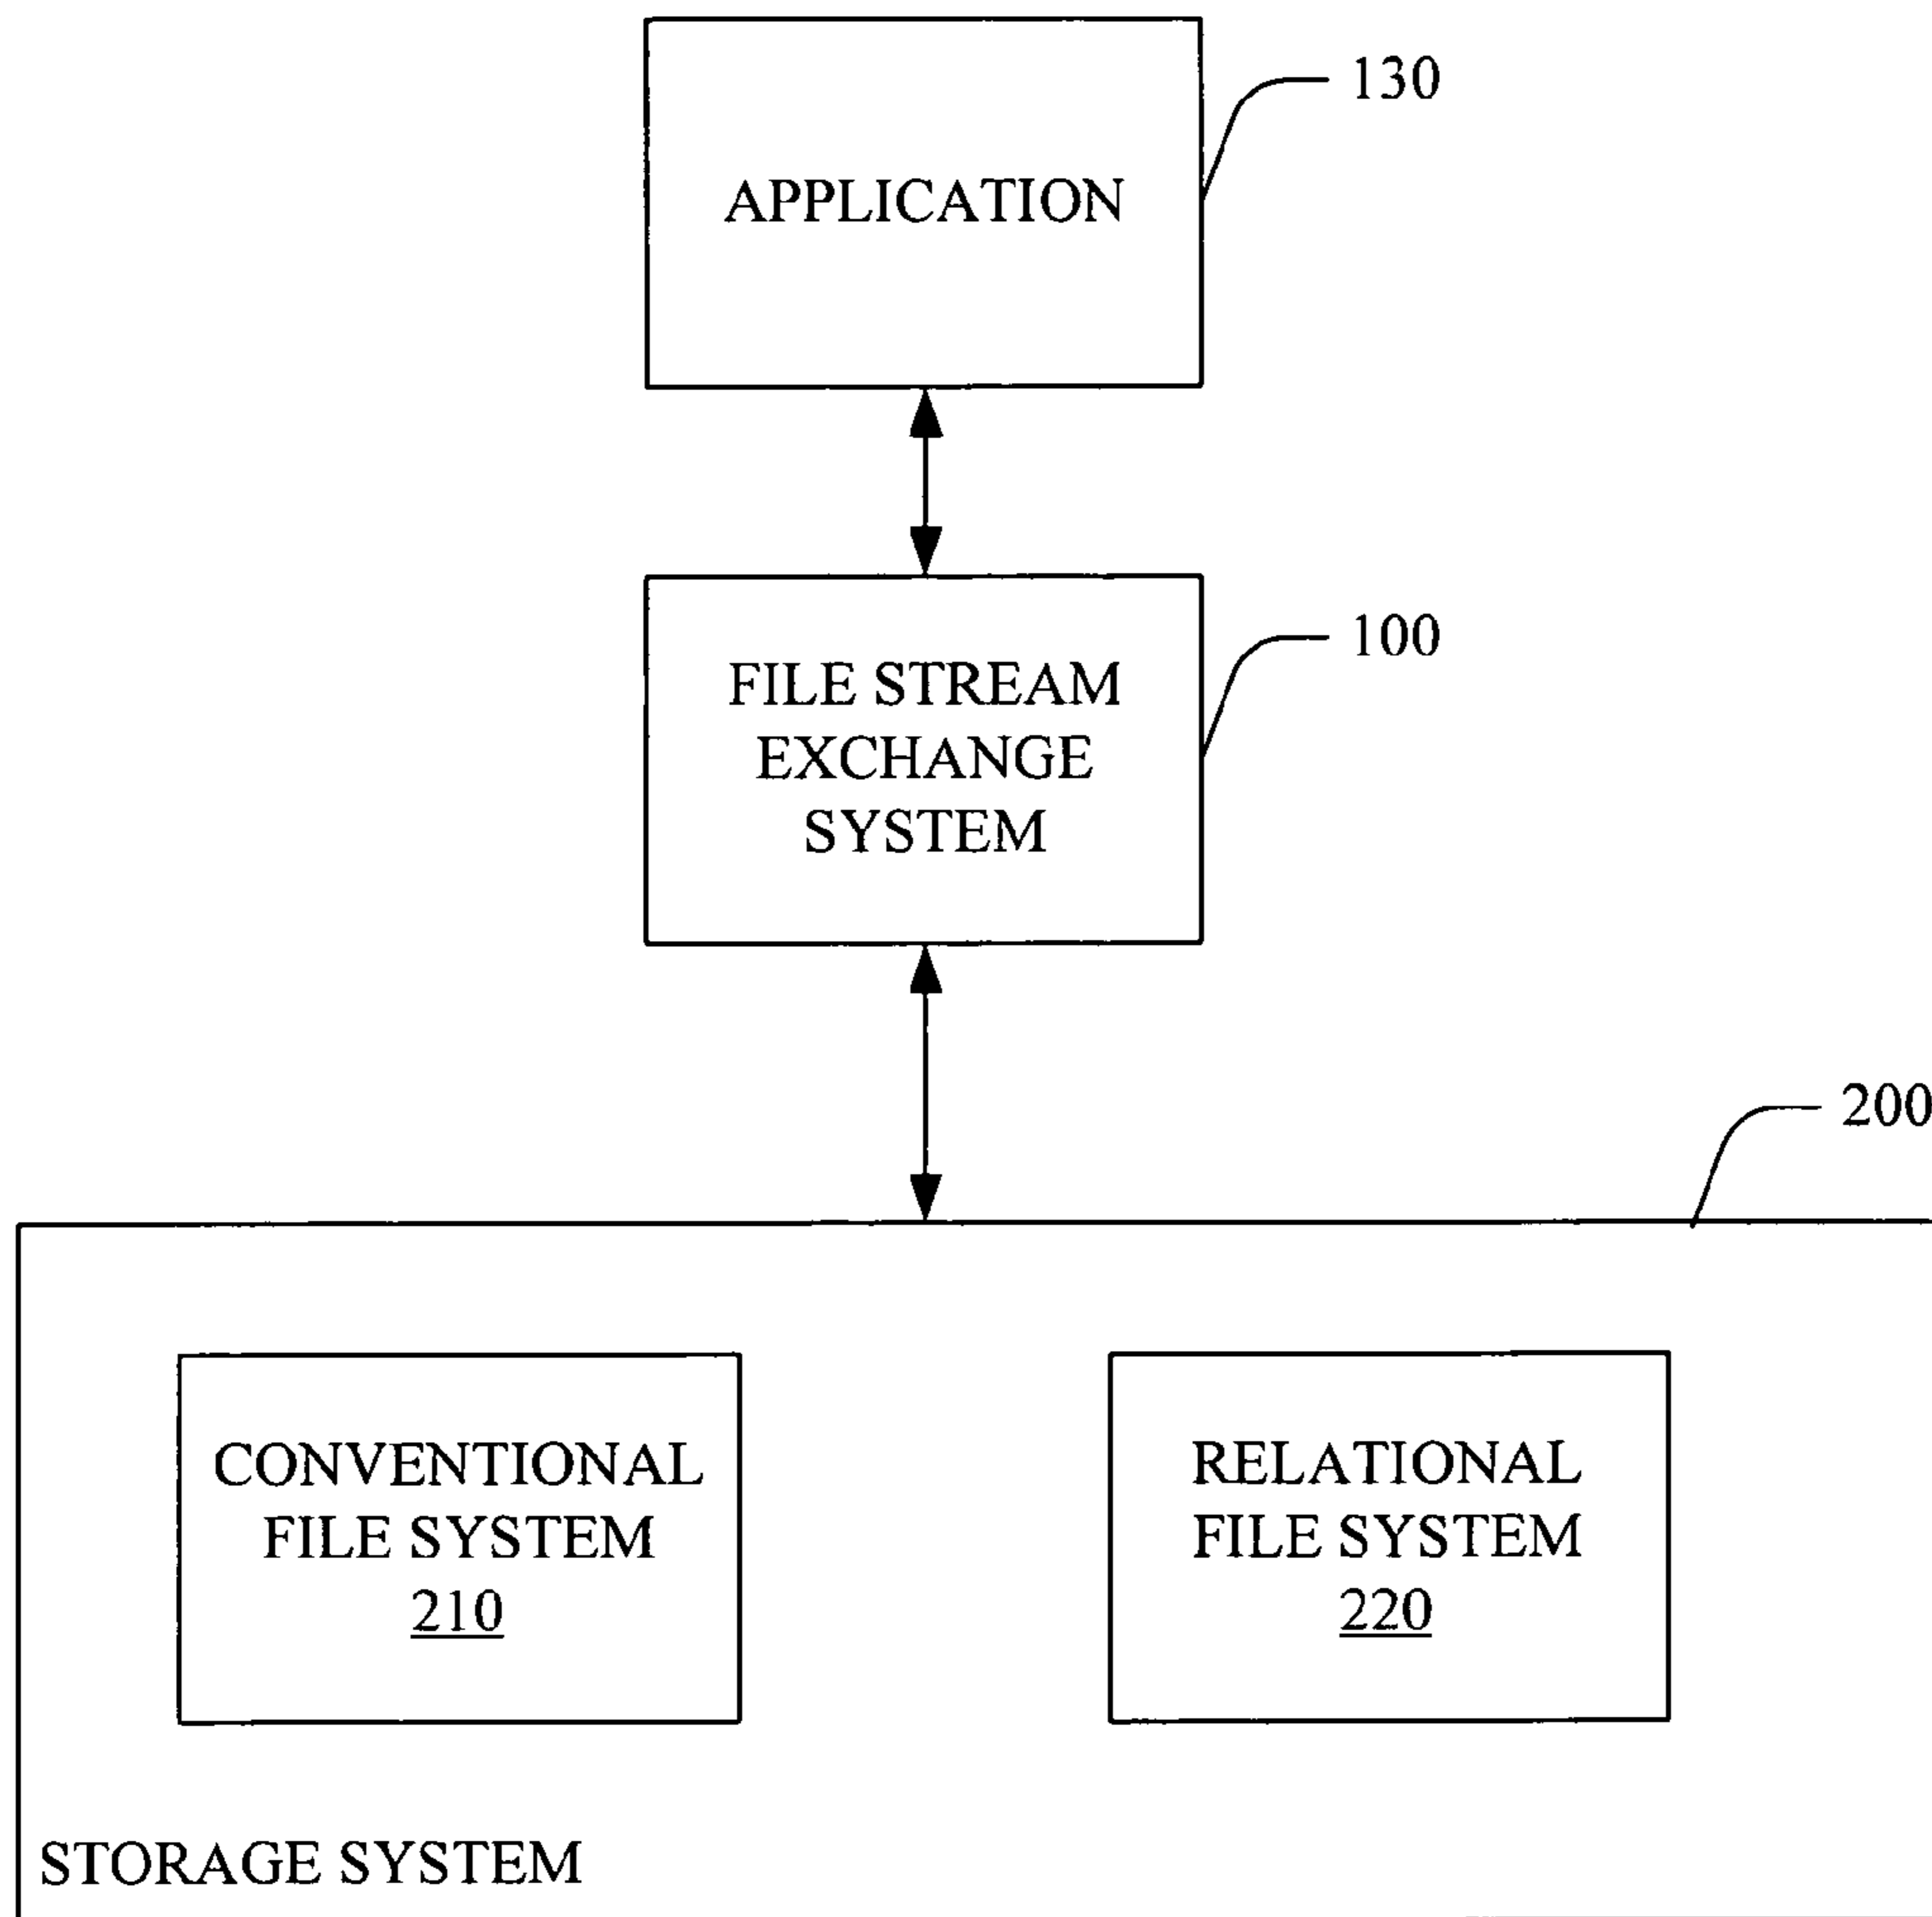 130
APPLICATION
100
FILE STREAM
EXCHANGE
SYSTEM
200
CONVENTIONAL
FILE SYSTEM
210
RELATIONAL
FILE SYSTEM
220
STORAGE SYSTEM